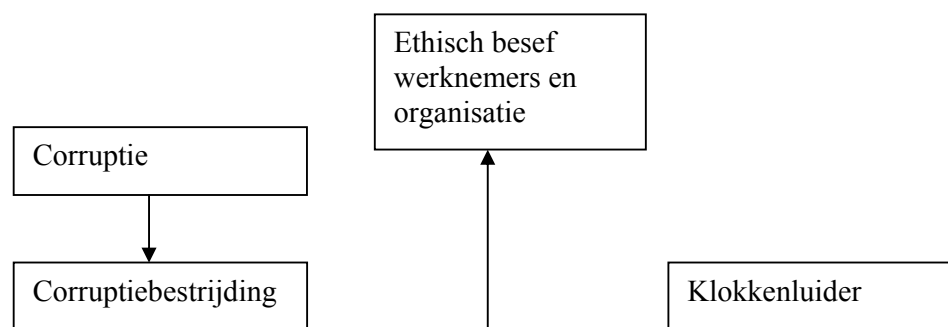 Ethisch besef
werknemers en
organisatie
Corruptie
Corruptiebestrijding
Klokkenluider